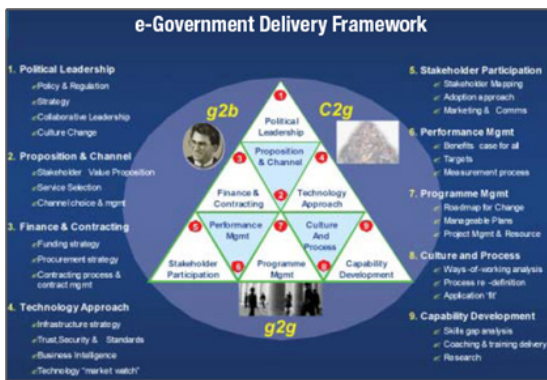 e-Government Delivery Framework
1. Political Leadership
Policy & Regulation
Strategy
Collaborative Leadership
Culture Change
2. Proposition & Channel
Stakeholder Value Proposition
Service Selection
Channel choice & mgmt
3. Finance & Contracting
Funding strategy
Procurement strategy
Contracting process &
contract mgmt
4. Technology Approach
Infrastructure strategy
Trust,Security & Standards
Business Intelligence
Technology "market watch"
g2b
C2g
1
Political
Leadership
3
Proposition
& Channel
4
Finance &
Contracting
2
Technology
Approach
5
Performance
Mgmt
7
Culture
And
Process
9
Stakeholder
Participation
6
Programme
Mgmt
8
Capability
Development
g2g
5. Stakeholder Participation
Stakeholder Mapping
Adoption approach
Marketing & Comms
6. Performance Mgmt
Benefits case for all
Targets
Measurement process
7. Programme Mgmt
Roadmap for Change
Manageable Plans
Project Mgmt & Resource
8. Culture and Process
Ways-of-working analysis
Process re -definition
Application 'fit'
9. Capability Development
Skills gap analysis
Coaching & training delivery
Research